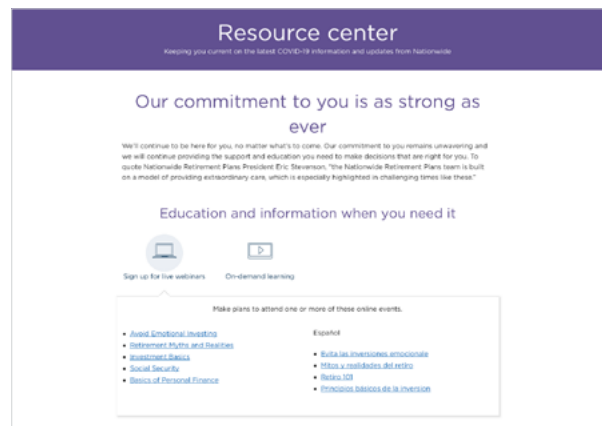 Resource center
Keeping you current on the latest COVID-19 information and updates from Nationwide
Our commitment to you is as strong as
ever
We'll continue to be here for you, no matter what's to come. Our commitment to you remains unwavering and
we will continue providing the support and education you need to make decisions that are right for you. To
quote Nationwide Retirement Plans President Eric Stevenson, "the Nationwide Retirement Plans team is built
on a model of providing extraordinary care, which is especially highlighted in challenging times like these."
Education and information when you need it
Sign up for live webinars
On-demand learning
Make plans to attend one or more of these online events.
Avoid Emotional Investing
Retirement Myths and Realities
Investment Basics
Social Security
Basics of Personal Finance
Español
Evita las inversiones emocionale
Mitos y realidades del retiro
Retiro 101
Principios básicos de la inversion